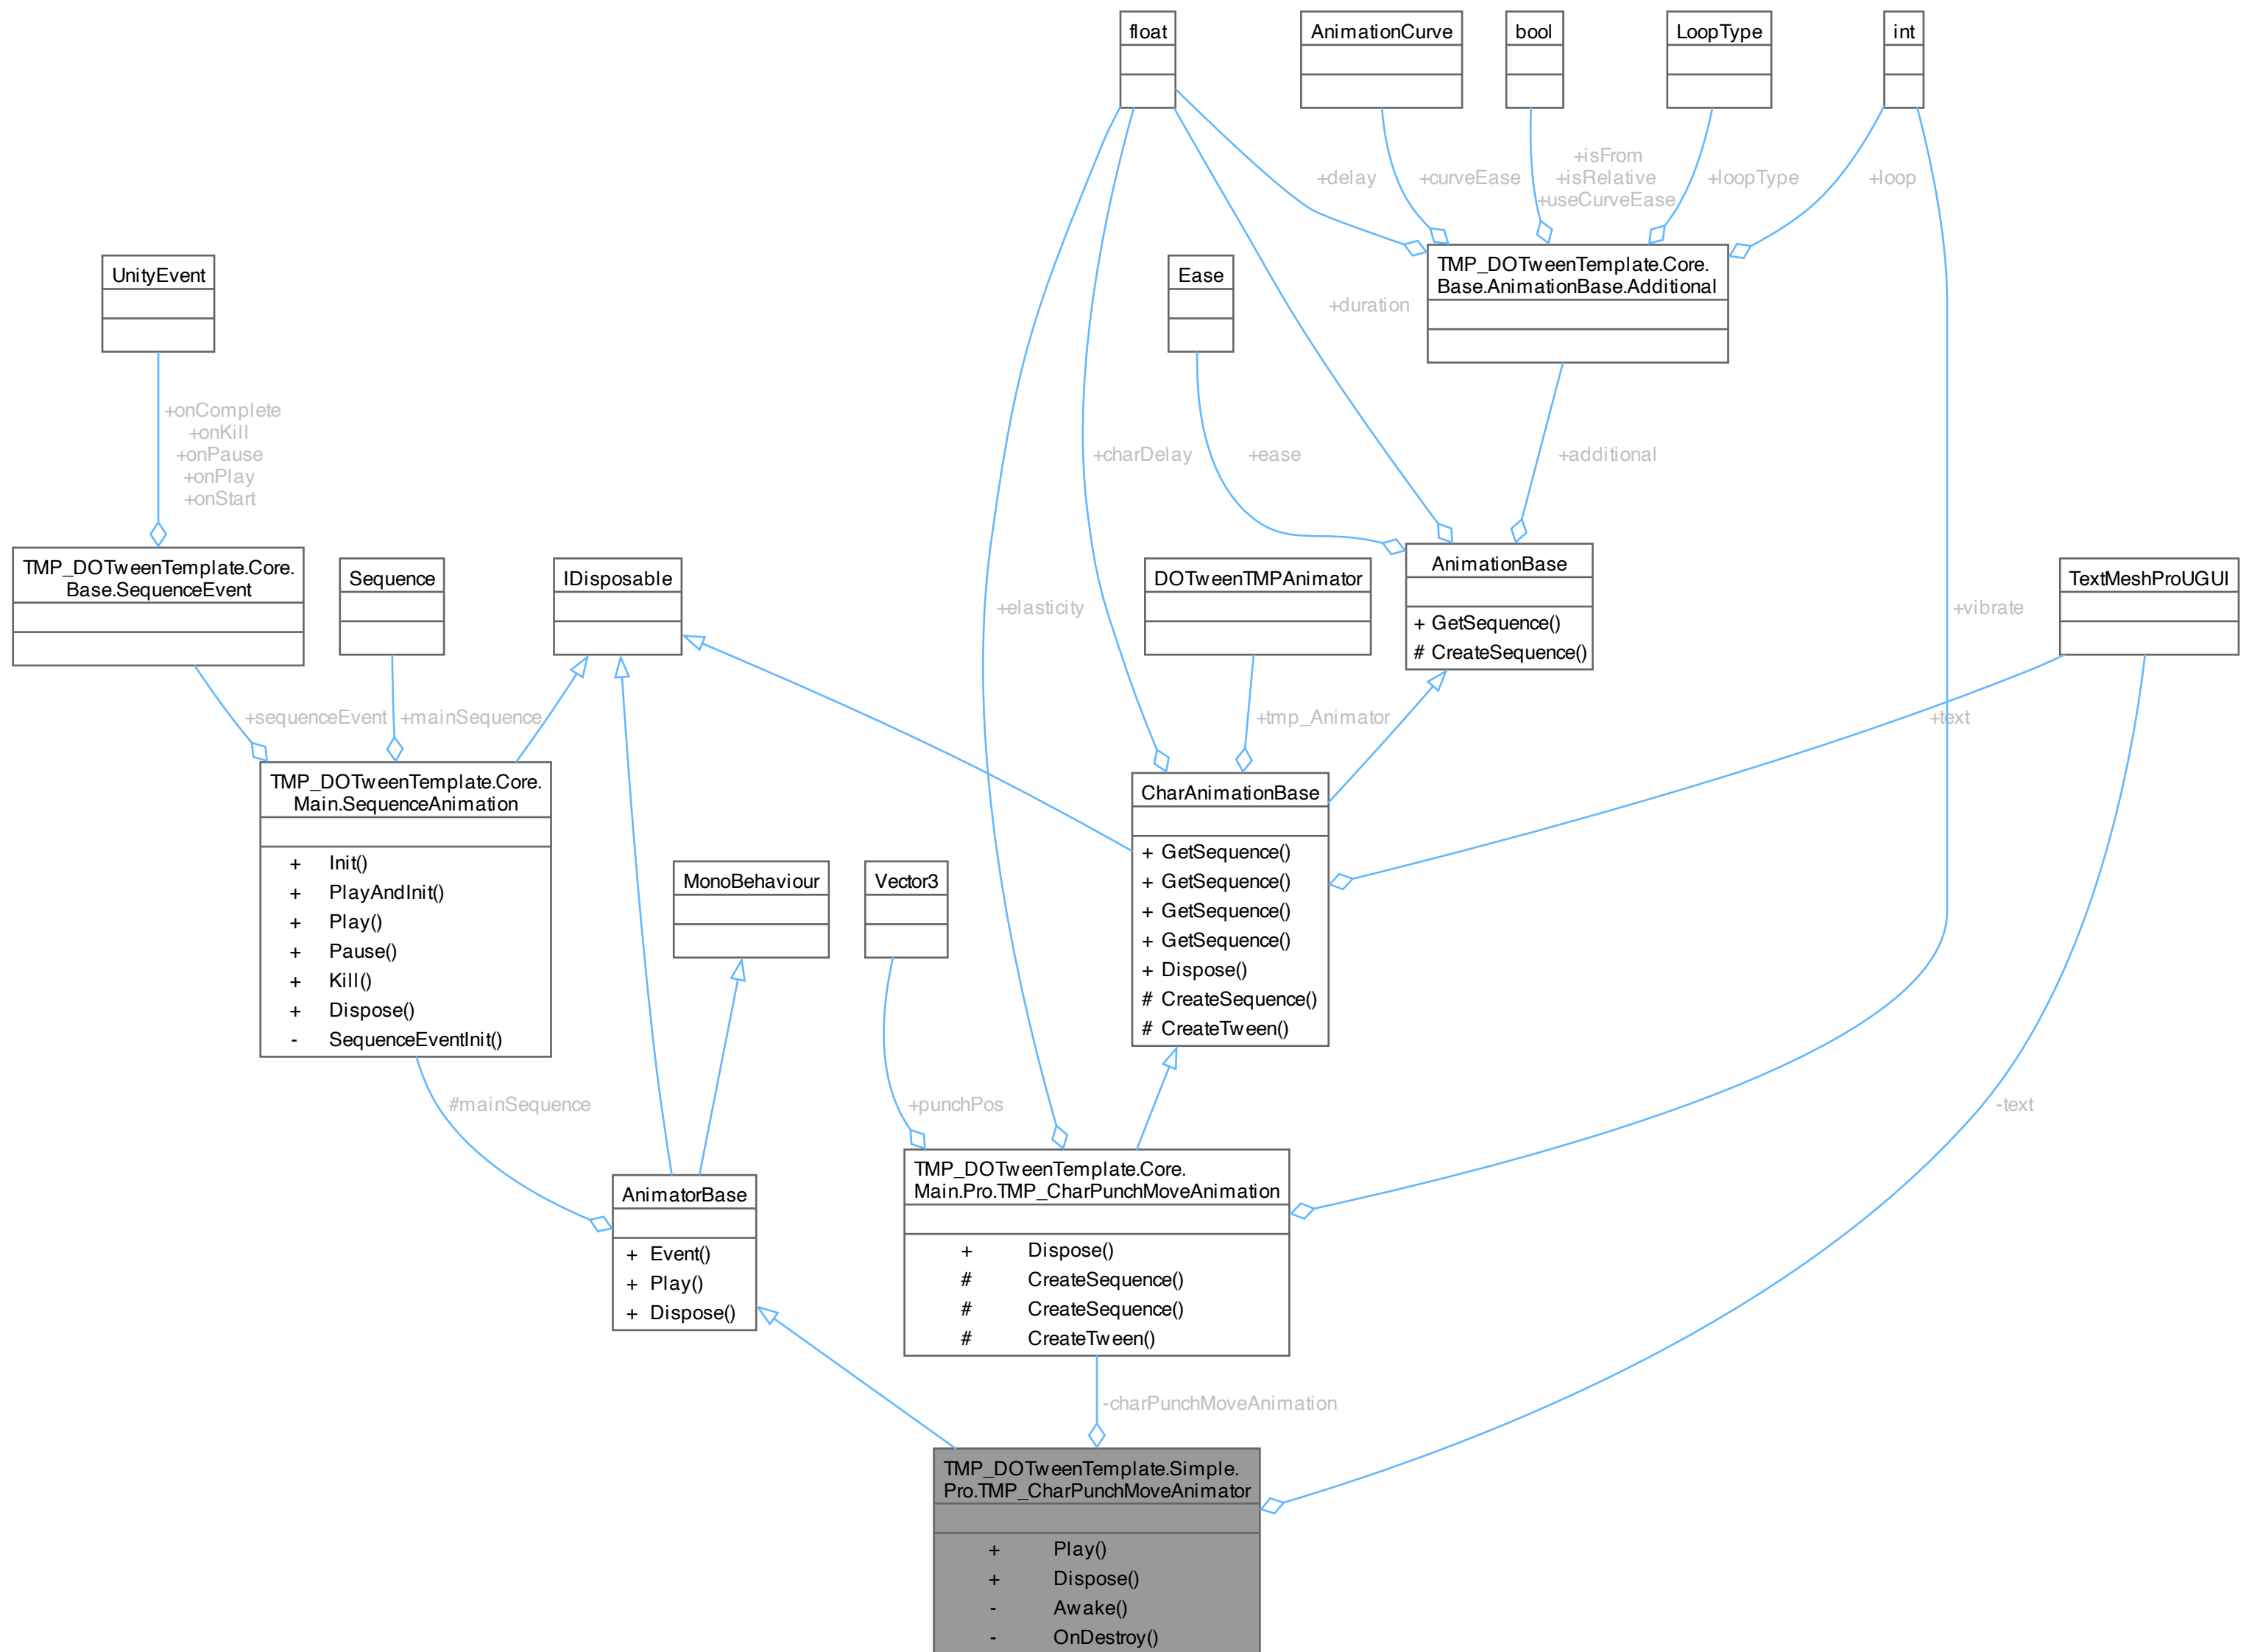 float
AnimationCurve
bool
LoopType
int
+delay
+curveEase
+isFrom
+isRelative
+useCurveEase
+loopType
+loop
UnityEvent
Ease
TMP_DOTweenTemplate.Core.
Base.AnimationBase.Additional
+duration
+onComplete
+onKill
+onPause
+onPlay
+onStart
+charDelay
+ease
+additional
TMP_DOTweenTemplate.Core.
Base.SequenceEvent
Sequence
IDisposable
DOTweenTMPAnimator
AnimationBase
+ GetSequence()
# CreateSequence()
TextMeshProUGUI
+elasticity
+vibrate
+sequenceEvent
+mainSequence
+tmp_Animator
+text
TMP_DOTweenTemplate.Core.
Main.SequenceAnimation
+ Init()
+ PlayAndInit()
+ Play()
+ Pause()
+ Kill()
+ Dispose()
- SequenceEventInit()
MonoBehaviour
Vector3
CharAnimationBase
+ GetSequence()
+ GetSequence()
+ GetSequence()
+ GetSequence()
+ Dispose()
# CreateSequence()
# CreateTween()
#mainSequence
+punchPos
-text
AnimatorBase
+ Event()
+ Play()
+ Dispose()
TMP_DOTweenTemplate.Core.
Main.Pro.TMP_CharPunchMoveAnimation
+ Dispose()
# CreateSequence()
# CreateSequence()
# CreateTween()
-charPunchMoveAnimation
TMP_DOTweenTemplate.Simple.
Pro.TMP_CharPunchMoveAnimator
+ Play()
+ Dispose()
- Awake()
- OnDestroy()